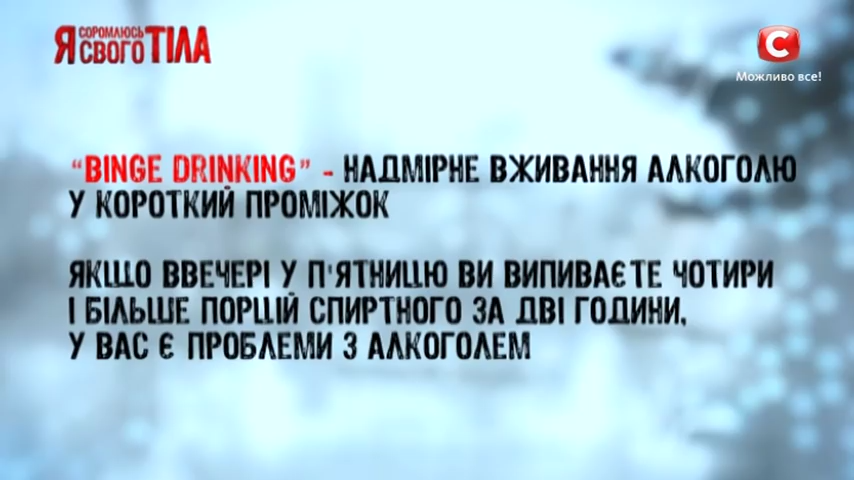 Я СОРОМЛЮСЬ СВОГО ТІЛА
С
Можливо все!
“BINGE DRINKING” - НАДМІРНЕ ВЖИВАННЯ АЛКОГОЛЮ
У КОРОТКИЙ ПРОМІЖОК
ЯКЩО ВВЕЧЕРІ У П'ЯТНИЦЮ ВИ ВИПИВАЄТЕ ЧОТИРИ
І БІЛЬШЕ ПОРЦІЙ СПИРТНОГО ЗА ДВІ ГОДИНИ,
У ВАС Є ПРОБЛЕМИ З АЛКОГОЛЕМ